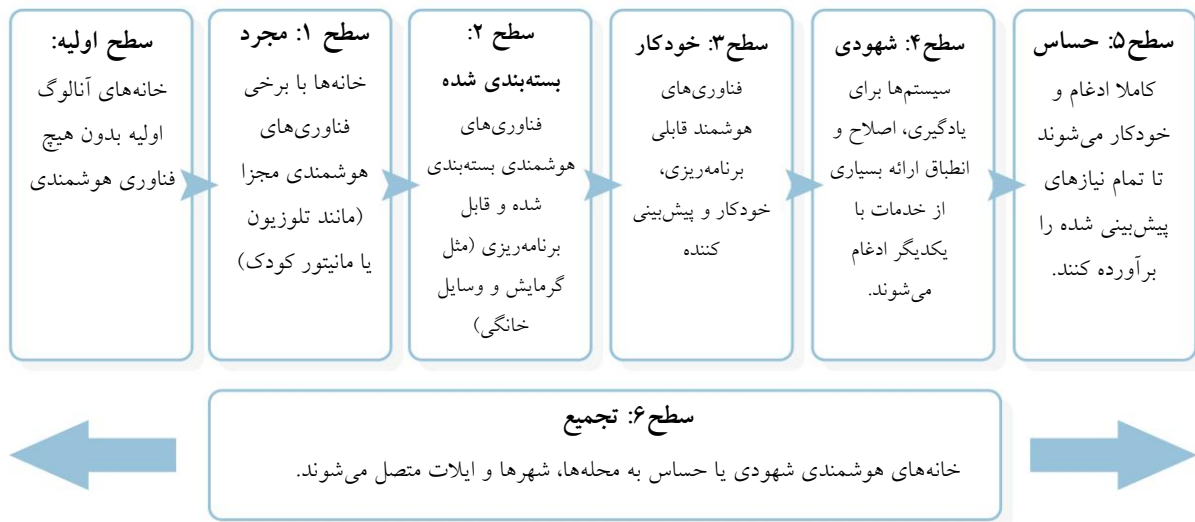 سطح اولیه:
خانه‌های آنالوگ
اولیه بدون هیچ
فناوری هوشمندی
سطح ۱: مجرد
خانه‌ها با برخی
فناوری‌های
هوشمندی مجزا
(مانند تلوزیون
یا مانیتور کودک)
سطح ۲:
بسته‌بندی شده
فناوری‌های
هوشمندی بسته‌بندی
شده و قابل
برنامه‌ریزی (مثل
گرمایش و وسایل
خانگی)
سطح۳: خودکار
فناوری‌های
هوشمند قابلی
برنامه‌ریزی،
خودکار و پیش‌بینی
کننده
سطح۴: شهودی
سیستم‌ها برای
یادگیری، اصلاح و
انطباق ارائه بسیاری
از خدمات با
یکدیگر ادغام
می‌شوند.
سطح۵: حساس
کاملا ادغام و
خودکار می‌شوند
تا تمام نیازهای
پیش‌بینی شده را
برآورده کنند.
سطح۶: تجمیع
خانه‌های هوشمندی شهودی یا حساس به محله‌ها، شهرها و ایلات متصل می‌شوند.